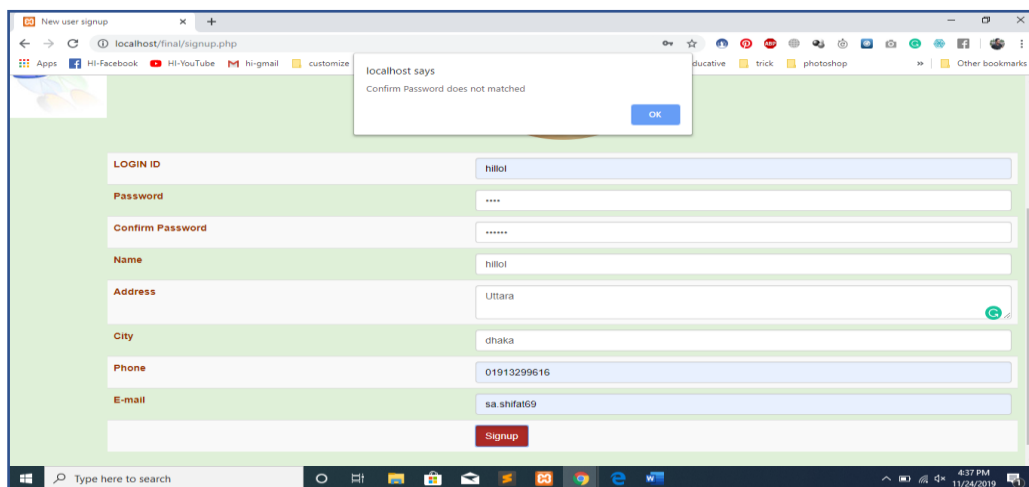 New user signup
localhost/final/signup.php
Apps HI-Facebook HI-YouTube hi-gmail customize ducative trick photoshop » Other bookmarks
localhost says
Confirm Password does not matched
OK
LOGIN ID hillol
Password ••••
Confirm Password ••••••
Name hillol
Address Uttara
City dhaka
Phone 01913299616
E-mail sa.shifat69
Signup
Type here to search
4:37 PM
11/24/2019